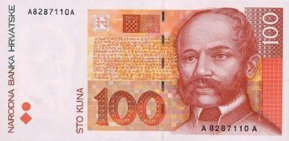 A8287110A
NARODNA BANKA HRVATSKE
STO KUNA
100
100
A 8287110 A